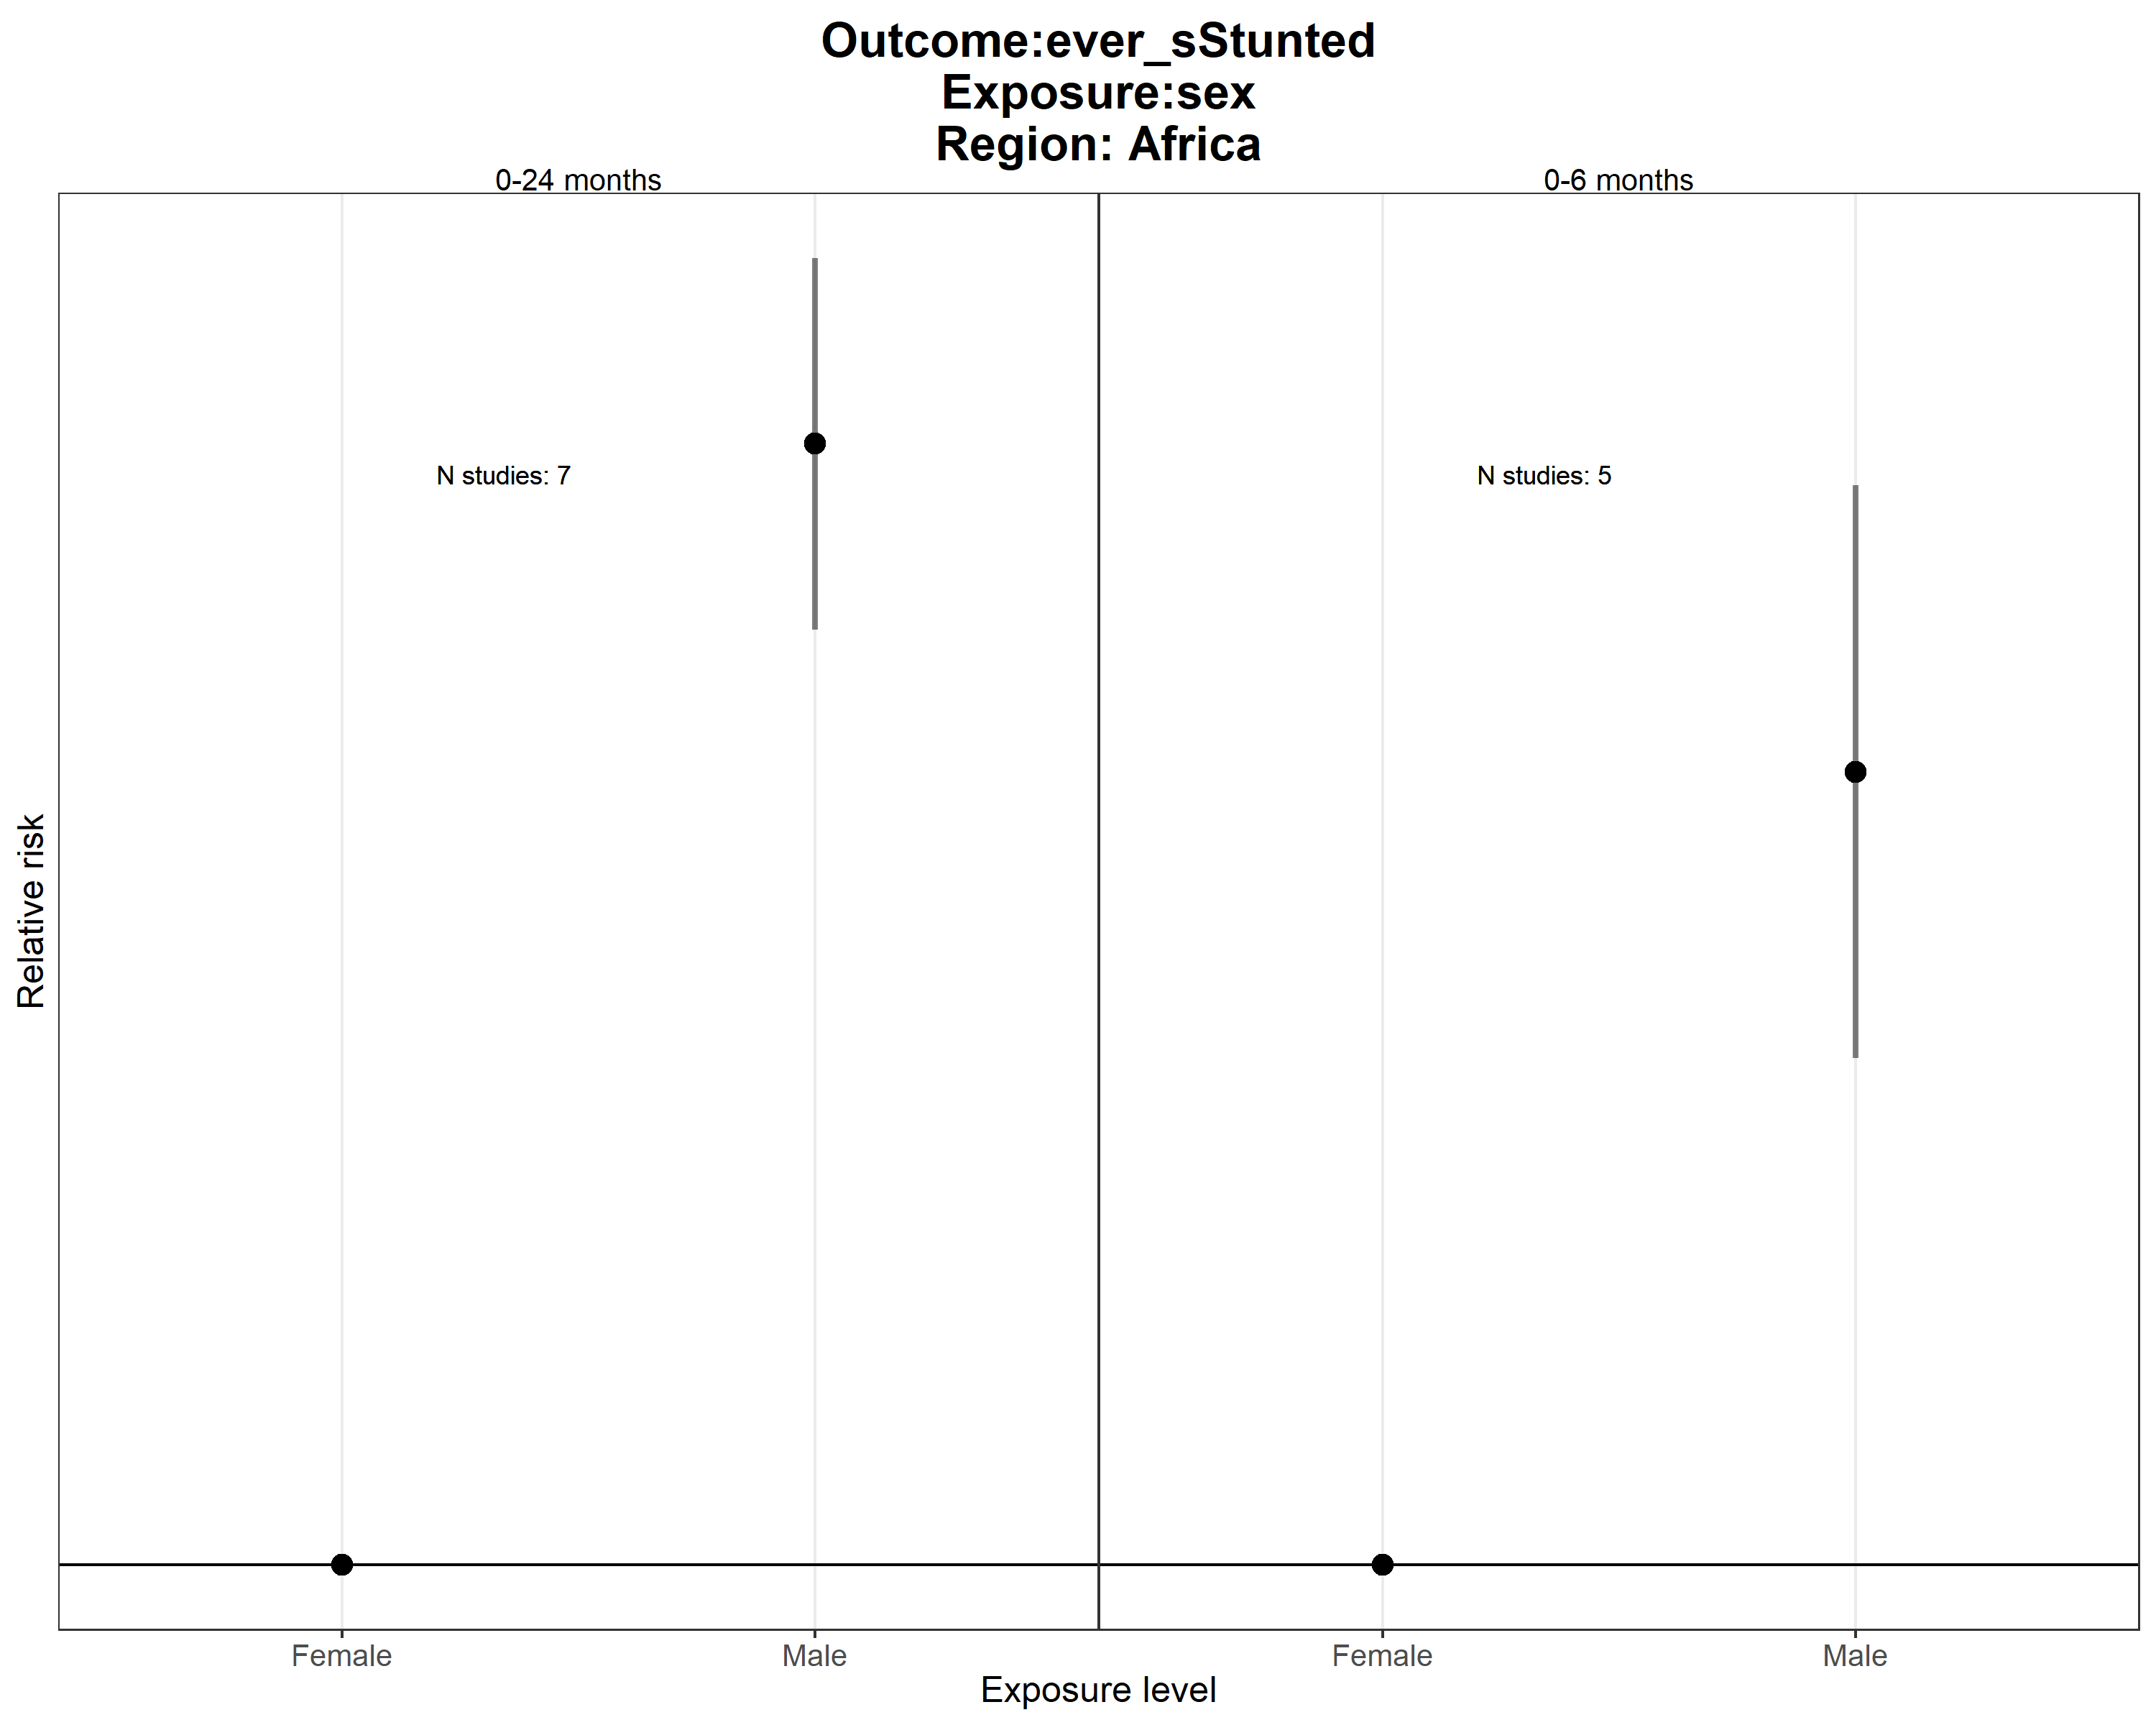 Outcome:ever_sStunted
Exposure:sex
Region: Africa
0-24 months
0-6 months
N studies: 7
N studies: 5
Relative risk
Female
Male
Female
Male
Exposure level